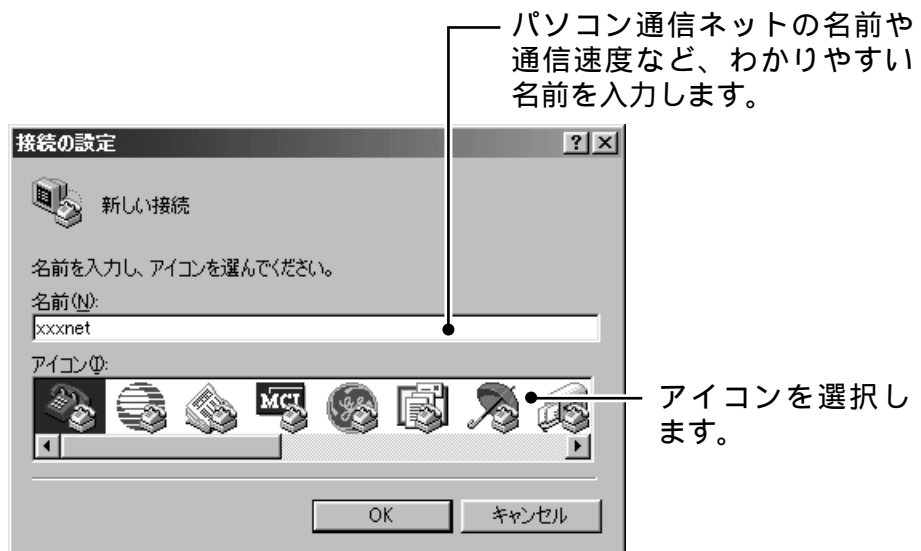 パソコン通信ネットの名前や
通信速度など、わかりやすい
名前を入力します。
接続の設定
新しい接続
名前を入力し、アイコンを選んでください。
名前(N):
xxxnet
アイコン(I):
MCI
アイコンを選択し
ます。
OK
キャンセル